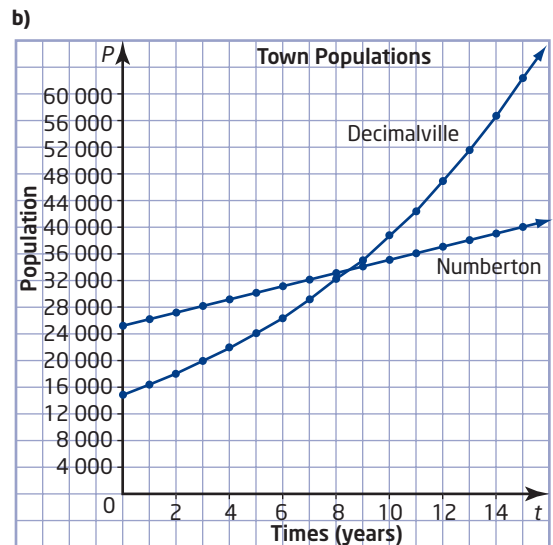 b)
P
Town Populations
60 000
56 000
Decimalville
52 000
48 000
44 000
40 000
36 000
32 000
Numberton
28 000
24 000
20 000
16 000
12 000
8 000
4 000
Population
0
2
4
6
8
10
12
14
t
Times (years)